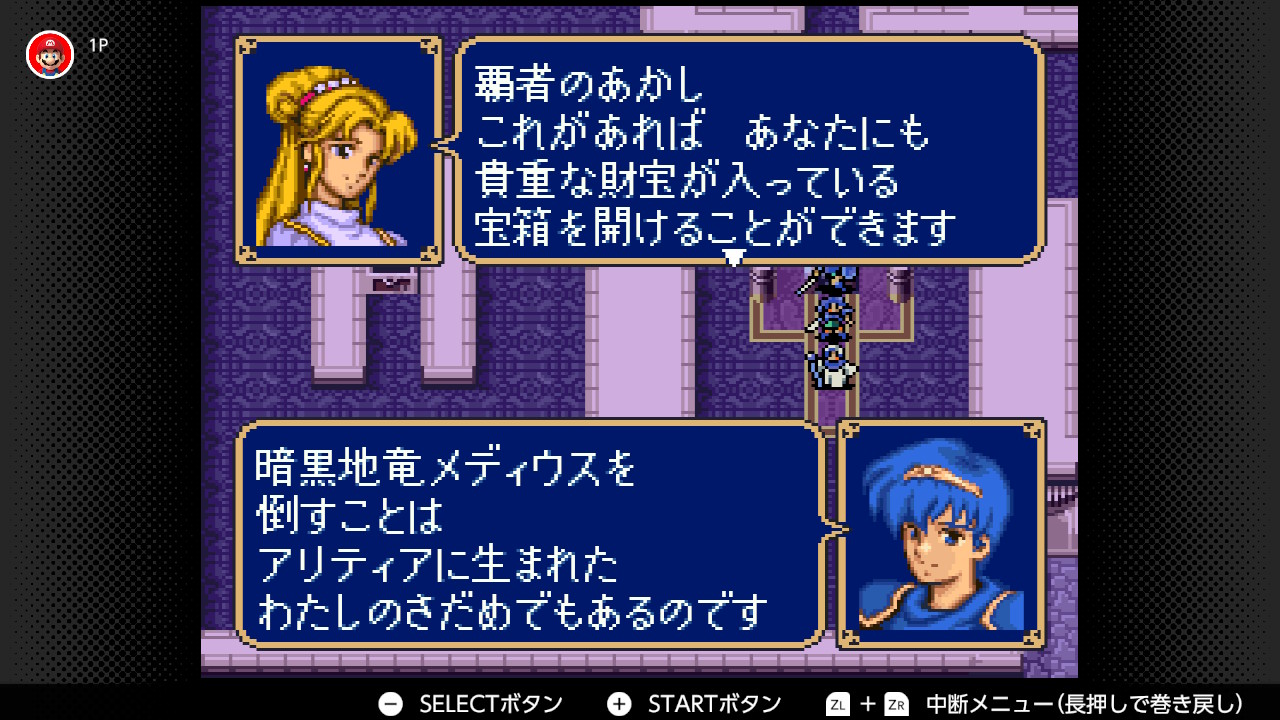 1P
覇者のあかし
これがあれば　あなたにも
貴重な財宝が入っている
宝箱を開けることができます
暗黒地竜メディウスを
倒すことは
アリティアに生まれた
わたしのさだめでもあるのです
SELECTボタン STARTボタン ZL + ZR 中断メニュー(長押しで巻き戻し)